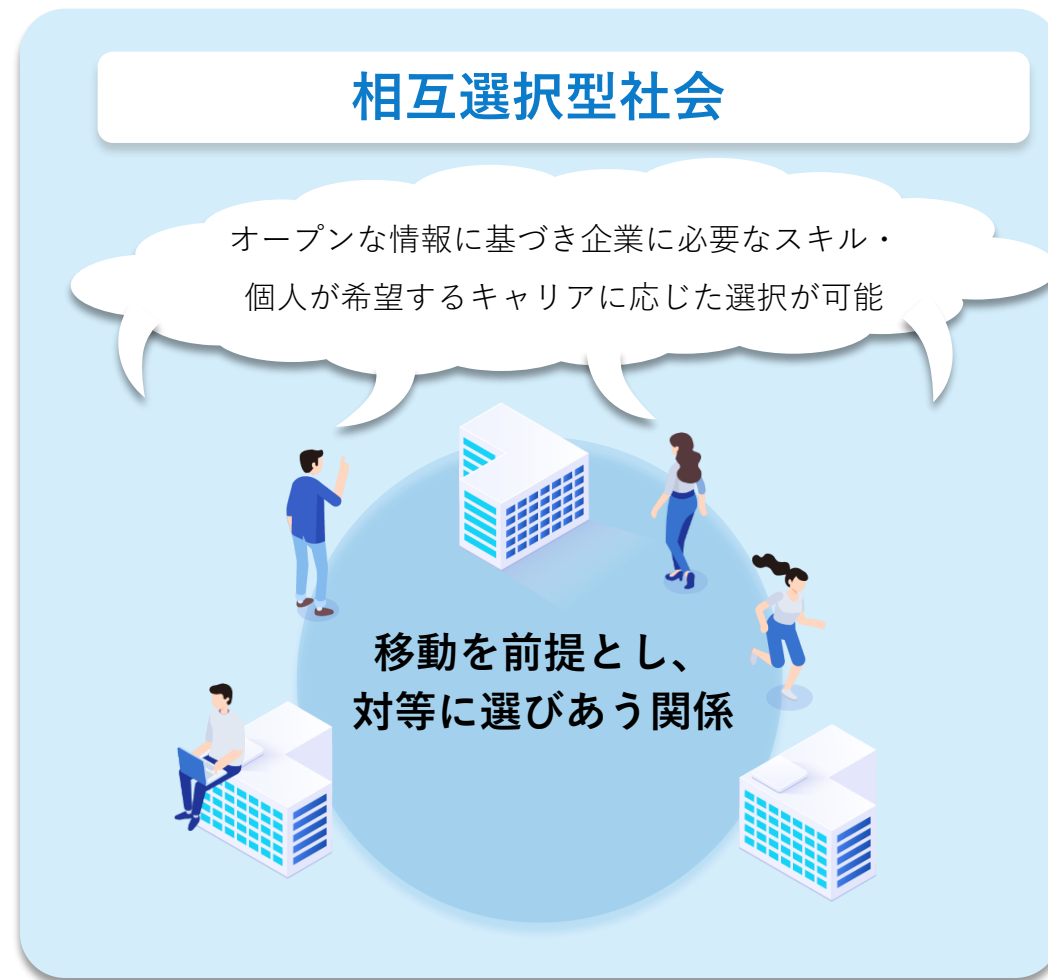 相互選択型社会
オープンな情報に基づき企業に必要なスキル・
個人が希望するキャリアに応じた選択が可能
移動を前提とし、
対等に選びあう関係